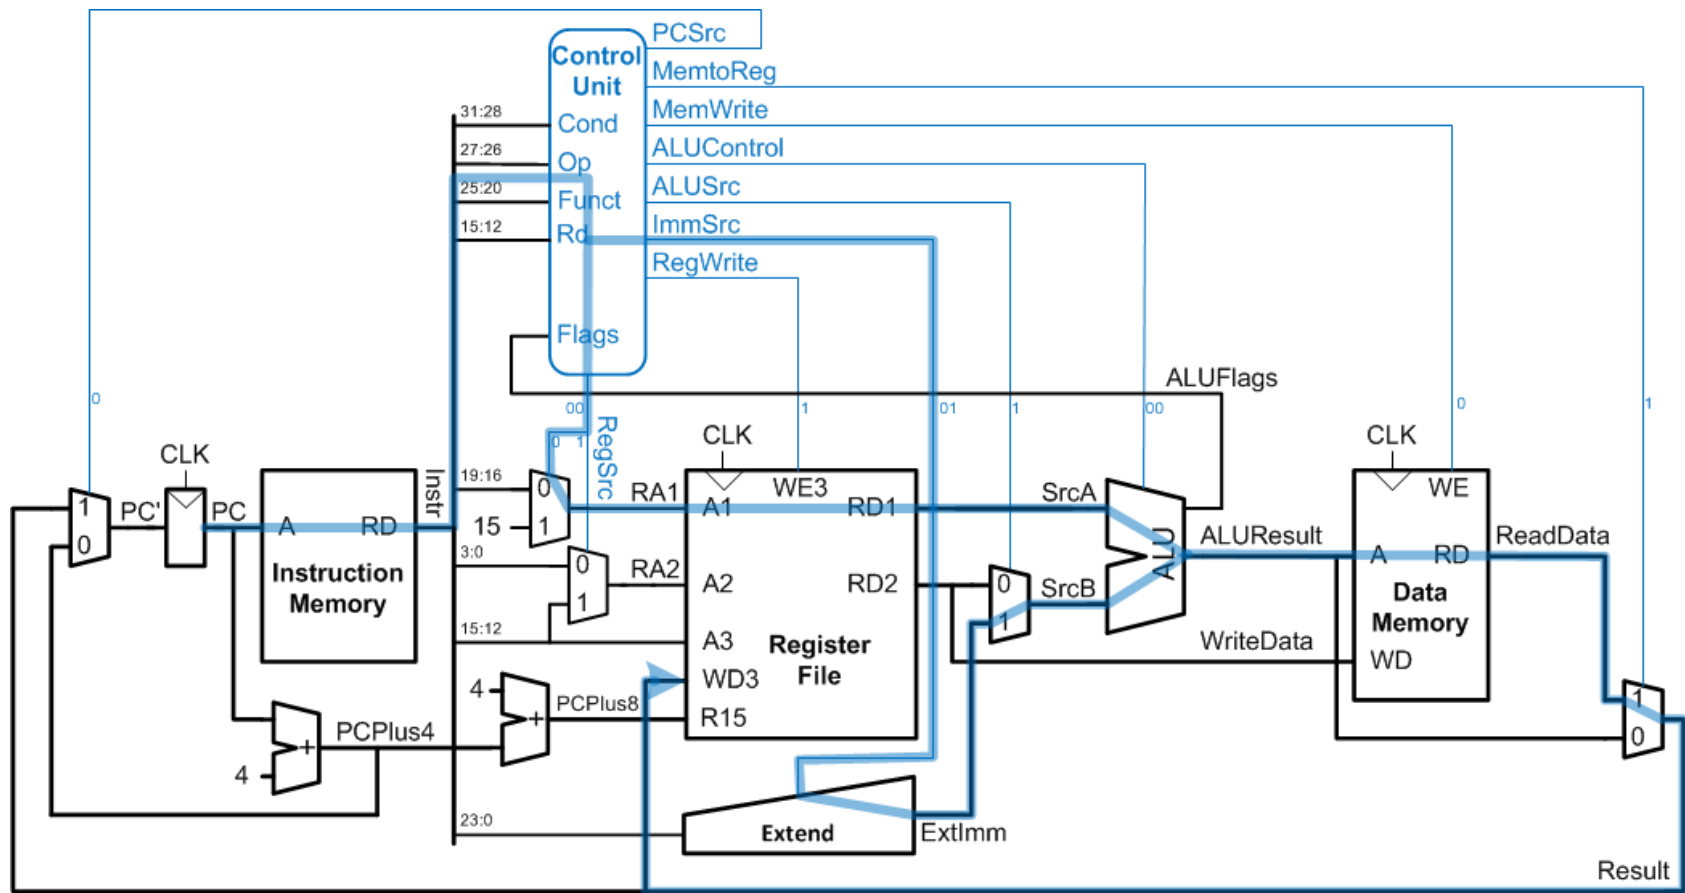 PCSrc
MemtoReg
MemWrite
ALUControl
ALUSrc
ImmSrc
RegWrite
Control
Unit
Cond
Op
Funct
Rd
Flags
31:28
27:26
25:20
15:12
ALUFlags
0
00
1
01
1
00
0
1
RegSrc
0 1
CLK
CLK
CLK
PC'
PC
1
0
A
RD
Instruction
Memory
Instr
19:16
15
3:0
15:12
23:0
0
1
0
1
RA1
RA2
A1
A2
A3
WD3
R15
WE3
RD1
RD2
Register
File
SrcA
SrcB
0
1
ALU
ALUResult
WriteData
WE
A
RD
WD
Data
Memory
ReadData
1
0
4
+
PCPlus8
PCPlus4
+
4
Extend
ExtImm
Result